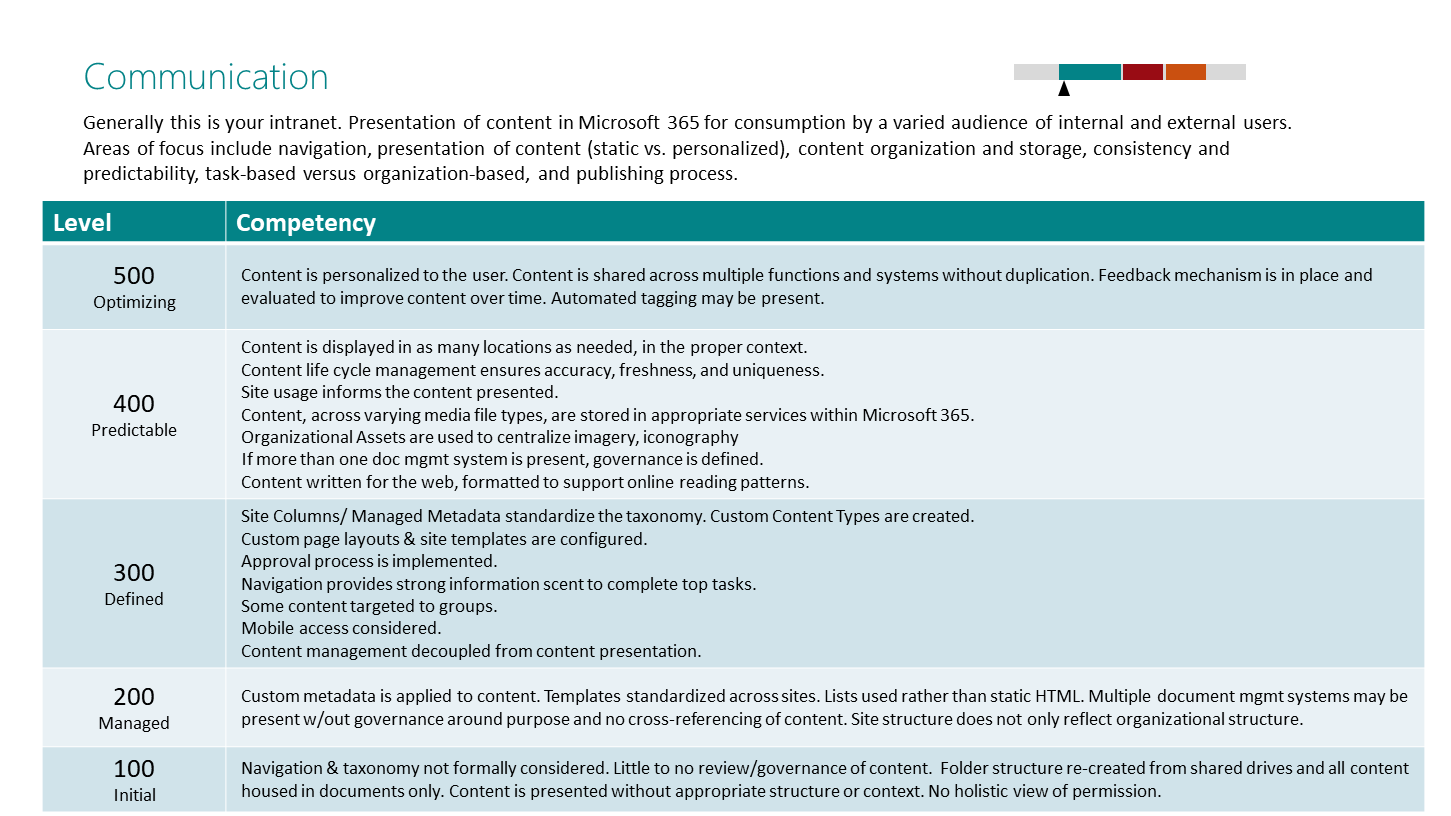 Communication
Generally this is your intranet. Presentation of content in Microsoft 365 for consumption by a varied audience of internal and external users.
Areas of focus include navigation, presentation of content (static vs. personalized), content organization and storage, consistency and
predictability, task-based versus organization-based, and publishing process.
Level
Competency
500
Optimizing
Content is personalized to the user. Content is shared across multiple functions and systems without duplication. Feedback mechanism is in place and
evaluated to improve content over time. Automated tagging may be present.
400
Predictable
Content is displayed in as many locations as needed, in the proper context.
Content life cycle management ensures accuracy, freshness, and uniqueness.
Site usage informs the content presented.
Content, across varying media file types, are stored in appropriate services within Microsoft 365.
Organizational Assets are used to centralize imagery, iconography
If more than one doc mgmt system is present, governance is defined.
Content written for the web, formatted to support online reading patterns.
300
Defined
Site Columns/ Managed Metadata standardize the taxonomy. Custom Content Types are created.
Custom page layouts & site templates are configured.
Approval process is implemented.
Navigation provides strong information scent to complete top tasks.
Some content targeted to groups.
Mobile access considered.
Content management decoupled from content presentation.
200
Managed
Custom metadata is applied to content. Templates standardized across sites. Lists used rather than static HTML. Multiple document mgmt systems may be
present w/out governance around purpose and no cross-referencing of content. Site structure does not only reflect organizational structure.
100
Initial
Navigation & taxonomy not formally considered. Little to no review/governance of content. Folder structure re-created from shared drives and all content
housed in documents only. Content is presented without appropriate structure or context. No holistic view of permission.